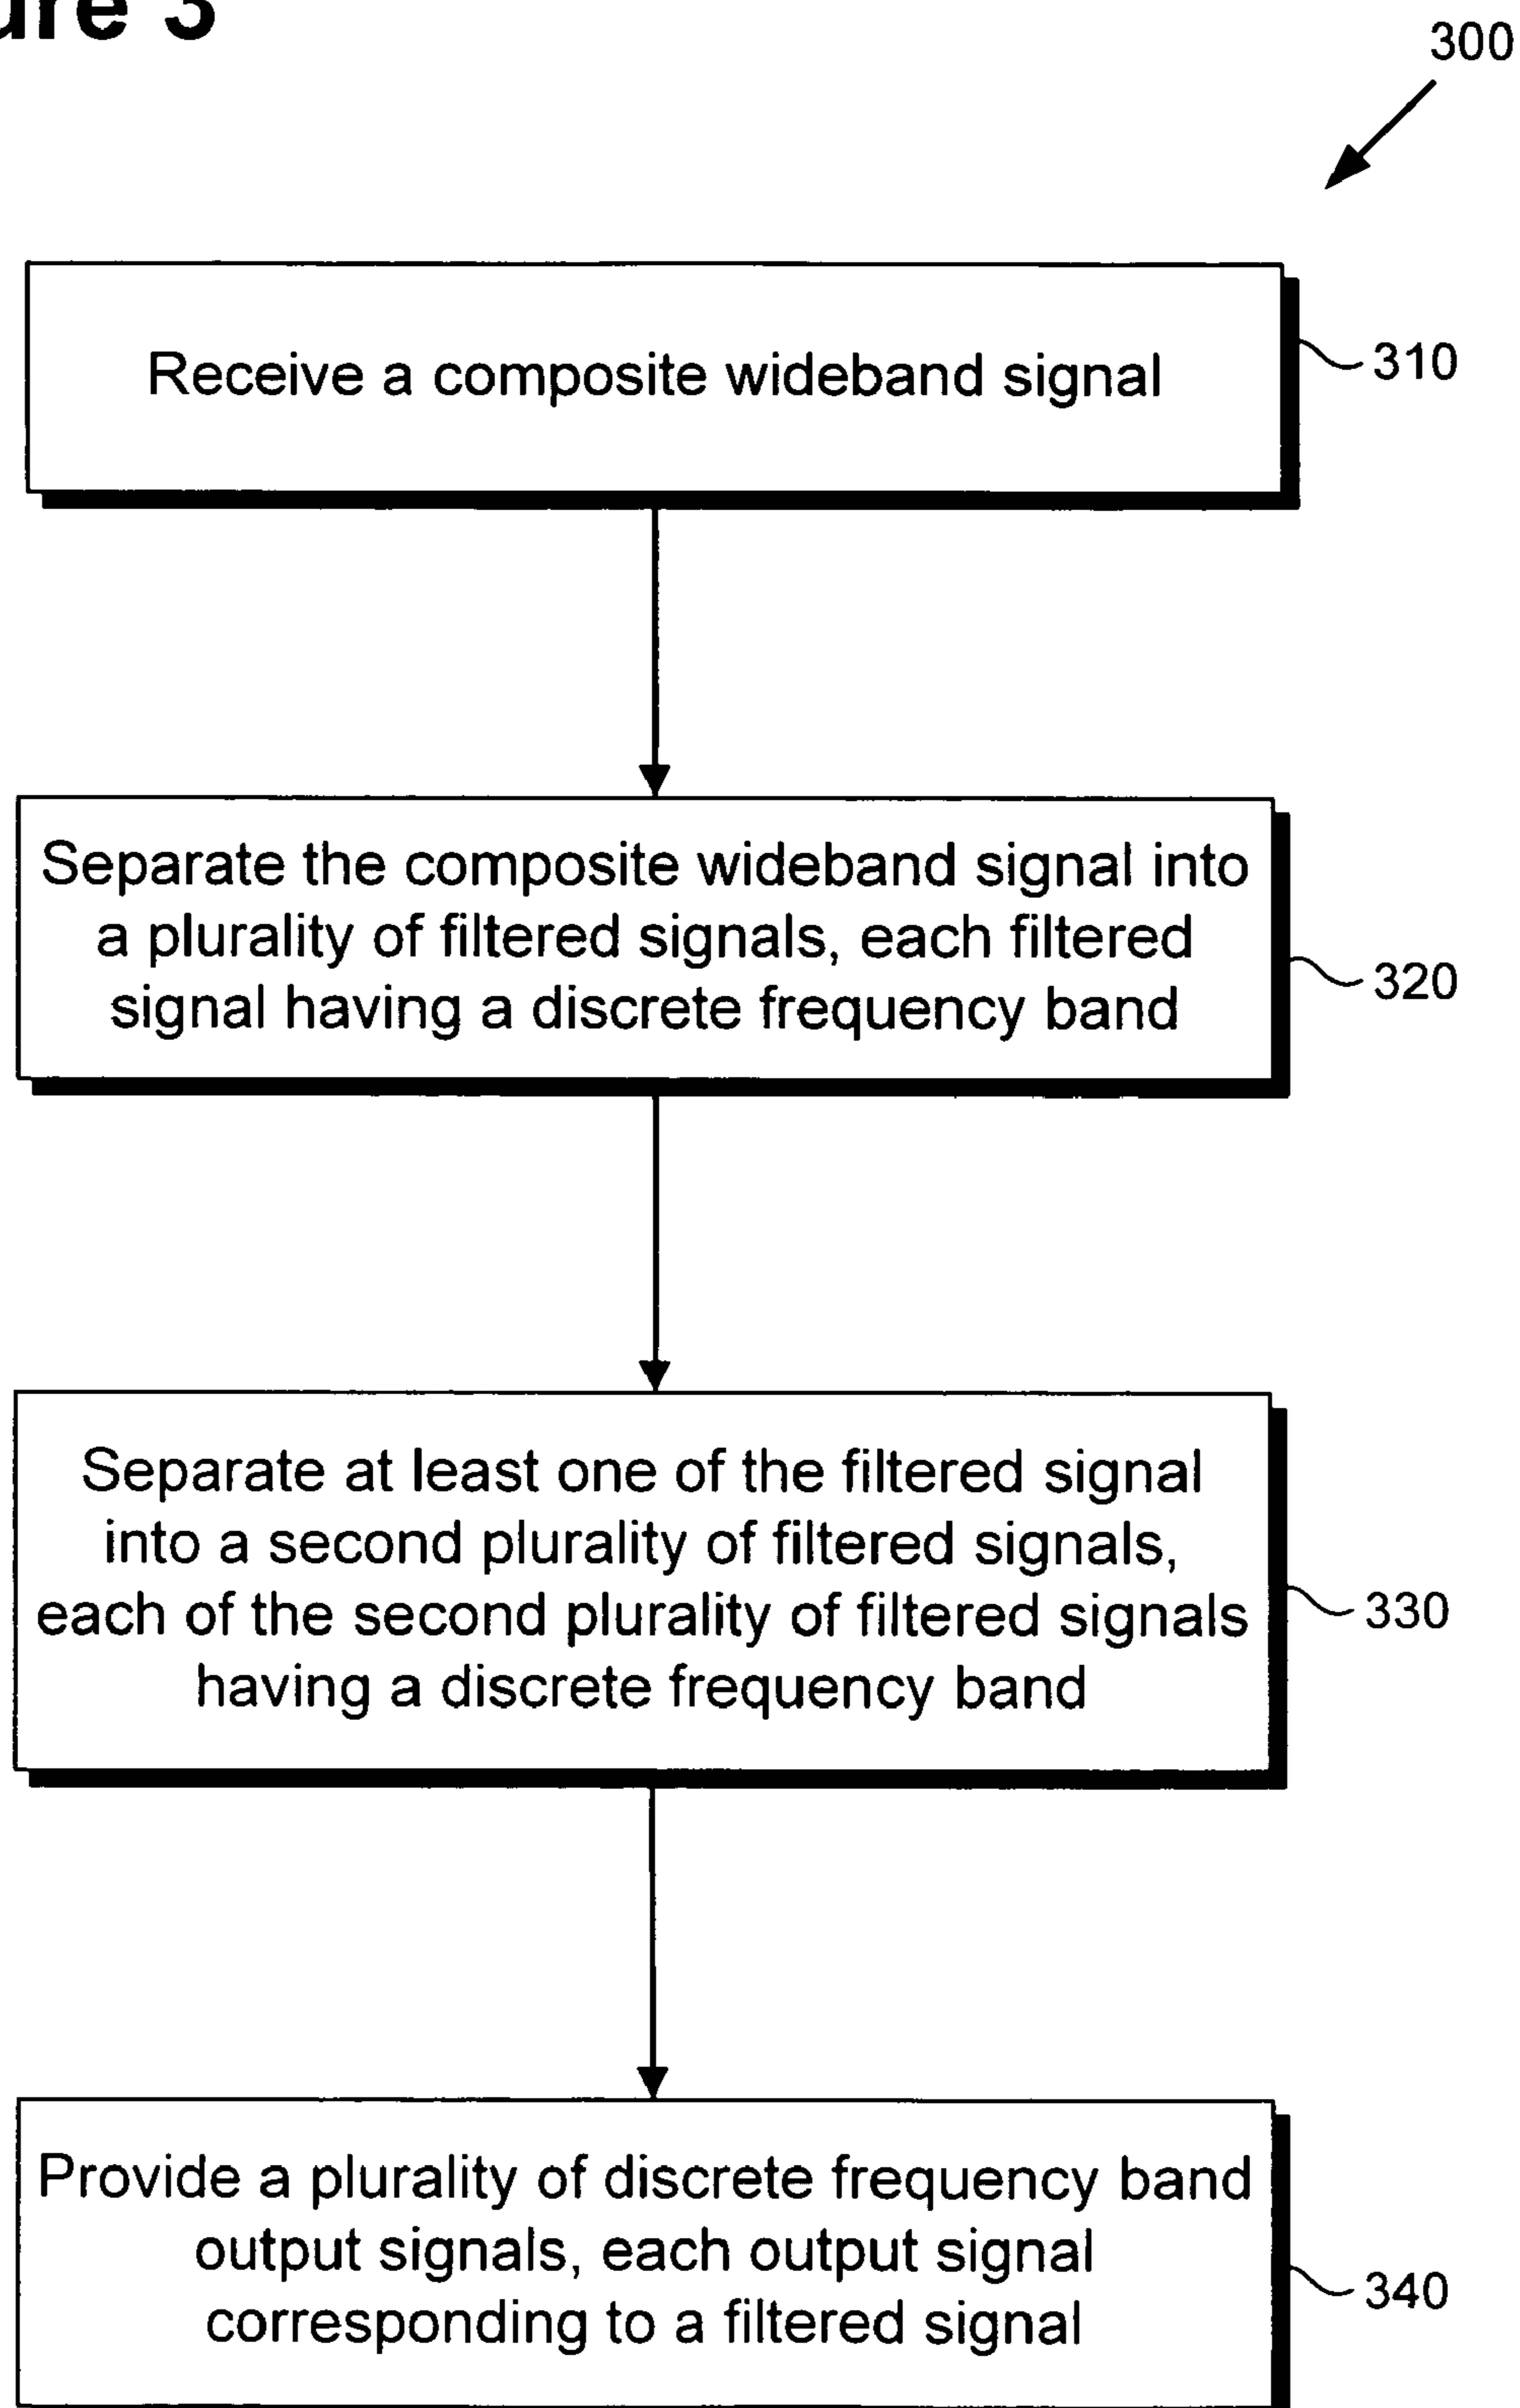 ure 3
300
Receive a composite wideband signal
310
Separate the composite wideband signal into
a plurality of filtered signals, each filtered
signal having a discrete frequency band
320
Separate at least one of the filtered signal
into a second plurality of filtered signals,
each of the second plurality of filtered signals
having a discrete frequency band
330
Provide a plurality of discrete frequency band
output signals, each output signal
corresponding to a filtered signal
340